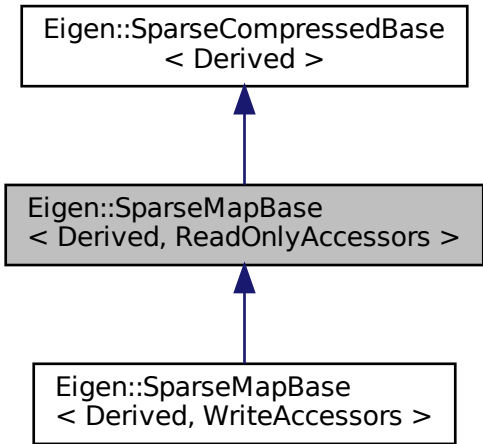 Eigen::SparseCompressedBase
< Derived >
Eigen::SparseMapBase
< Derived, ReadOnlyAccessors >
Eigen::SparseMapBase
< Derived, WriteAccessors >